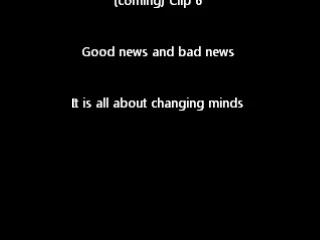 (coming) Clip 6
Good news and bad news
It is all about changing minds